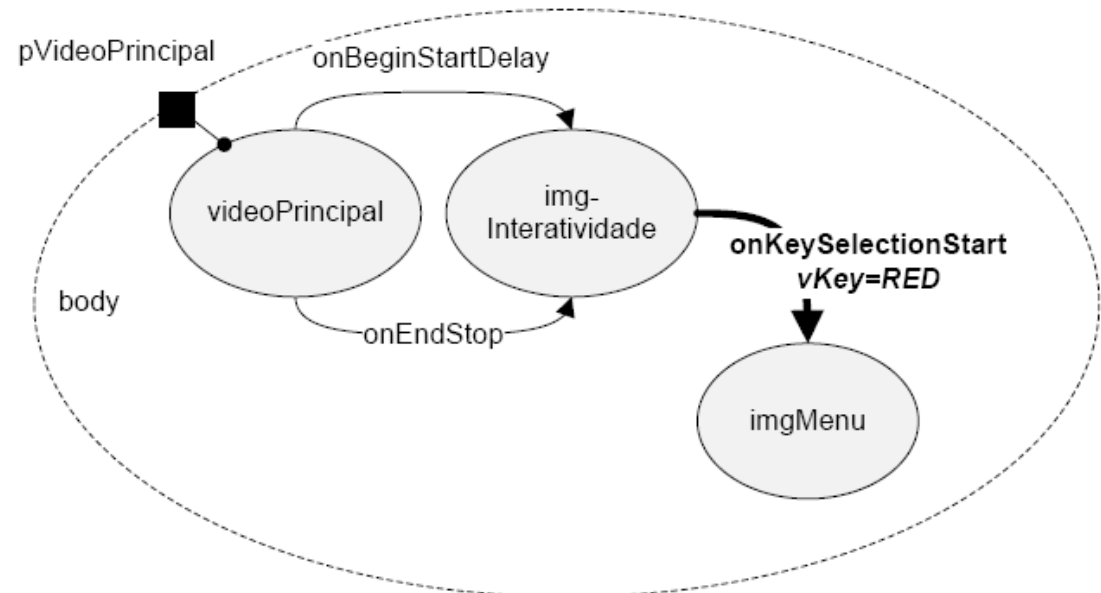 pVideoPrincipal
onBeginStartDelay
videoPrincipal
img-
Interatividade
onKeySelectionStart
vKey=RED
body
onEndStop
imgMenu